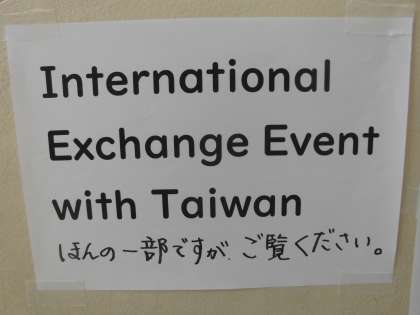 International
Exchange Event
with Taiwan
ほんの一部ですが、ご覧ください。